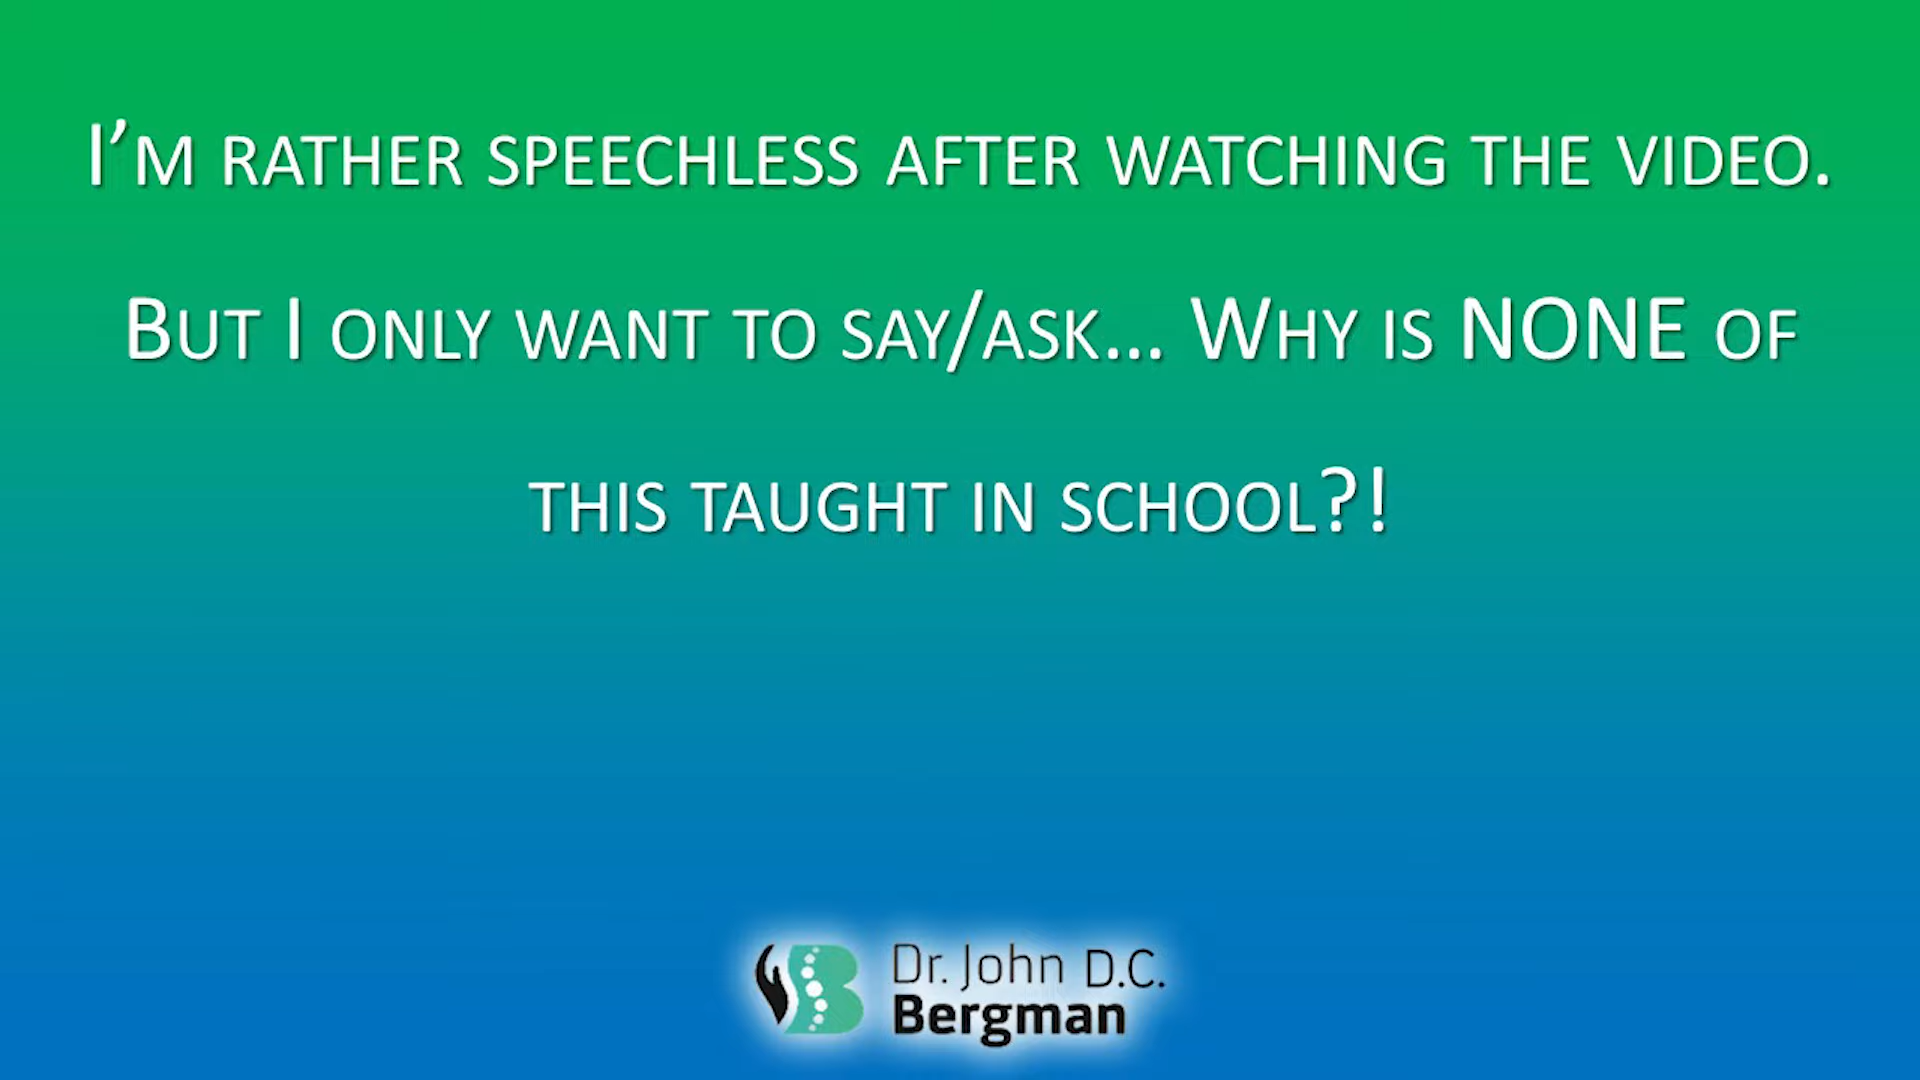 I'm rather speechless after watching the video.
But I only want to say/ask... Why is NONE of
this taught in school?!
Dr. John D.C.
Bergman